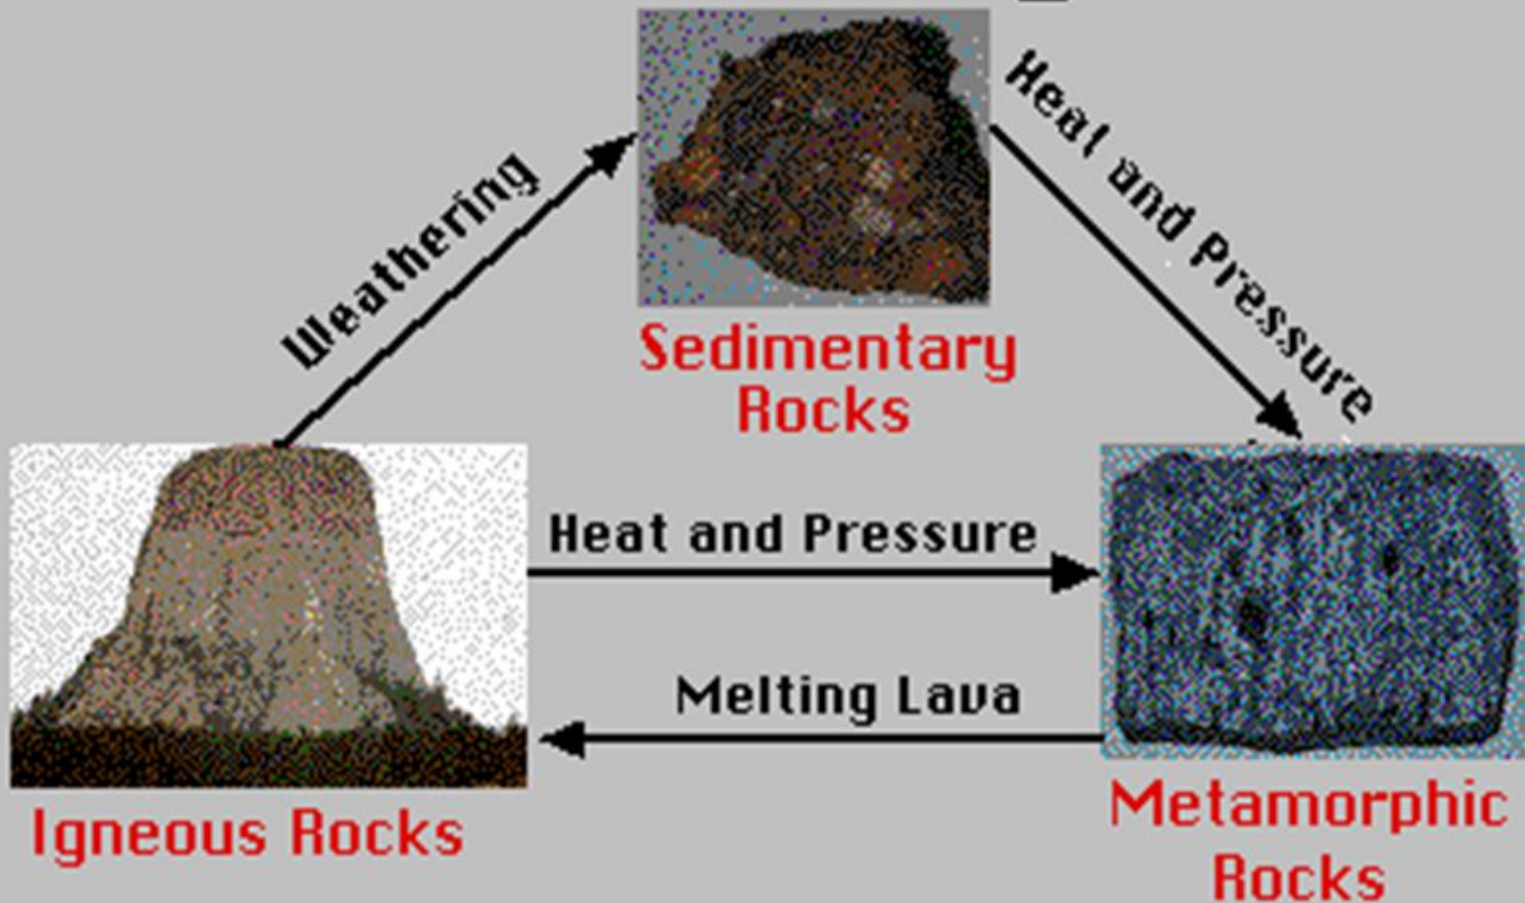 Weathering
Heat and Pressure
Sedimentary
Rocks
Heat and Pressure
Melting Lava
Igneous Rocks
Metamorphic
Rocks